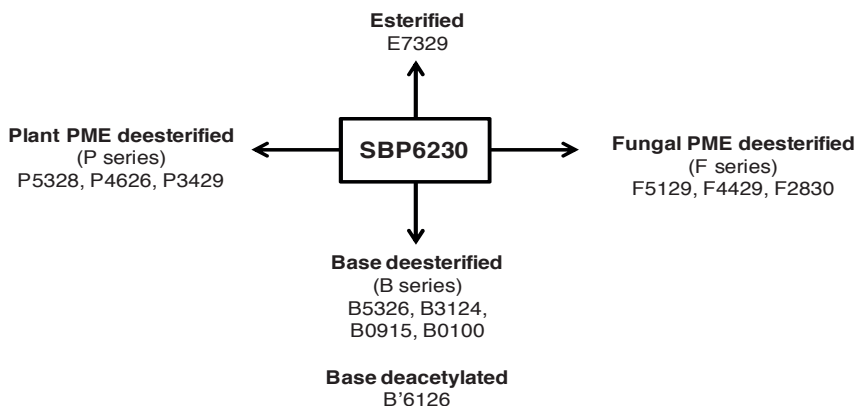 Esterified
E7329
Plant PME deesterified
(P series)
P5328, P4626, P3429
SBP6230
Fungal PME deesterified
(F series)
F5129, F4429, F2830
Base deesterified
(B series)
B5326, B3124,
B0915, B0100
Base deacetylated
B'6126